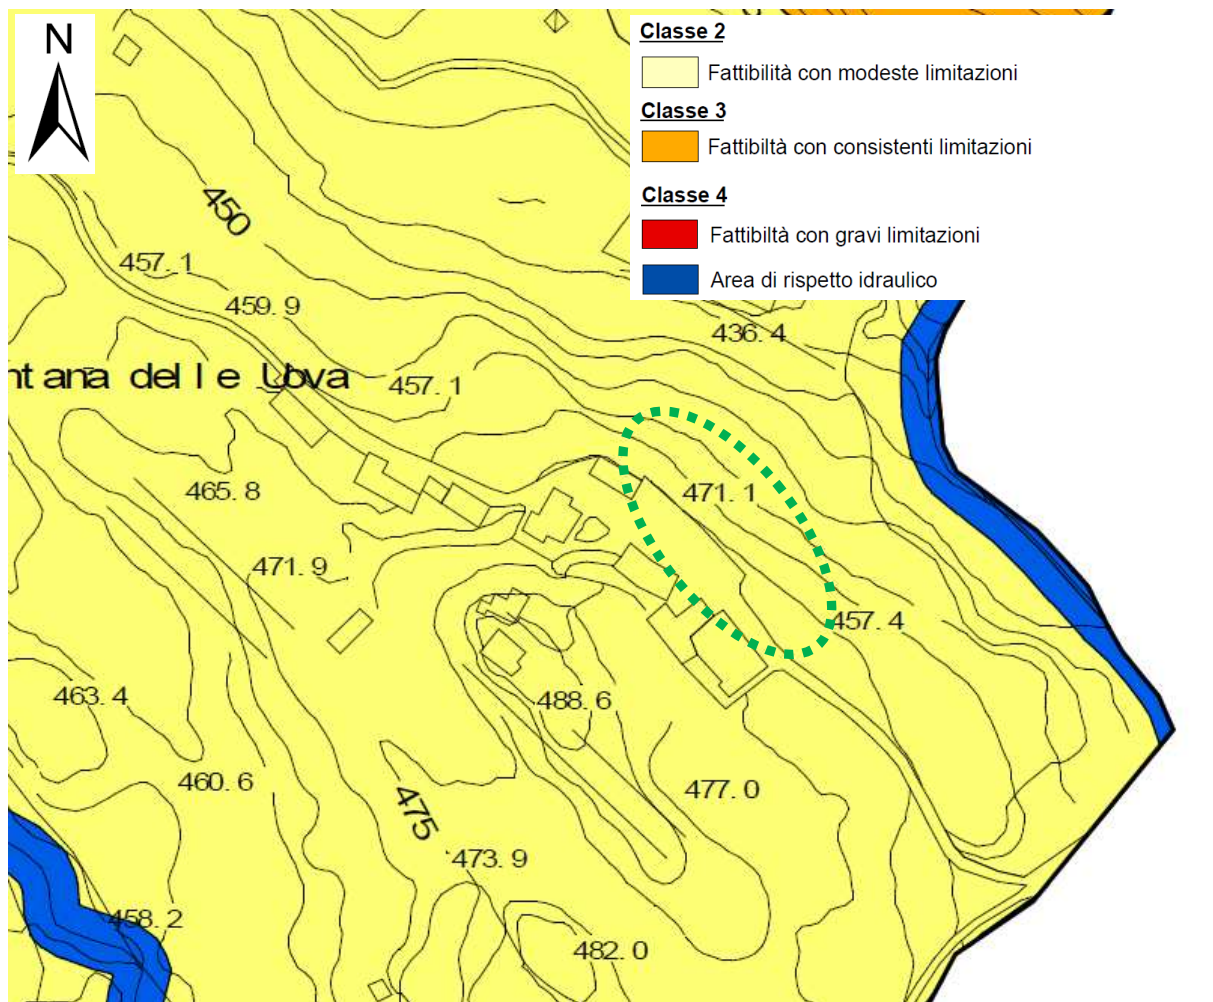 N
Classe 2
Fattibilità con modeste limitazioni
Classe 3
Fattibiltà con consistenti limitazioni
Classe 4
Fattibiltà con gravi limitazioni
Area di rispetto idraulico
450
457.1
459.9
436.4
ntana delle Uova
457.1
465.8
471.1
471.9
457.4
463.4
488.6
460.6
477.0
475
473.9
458.2
482.0